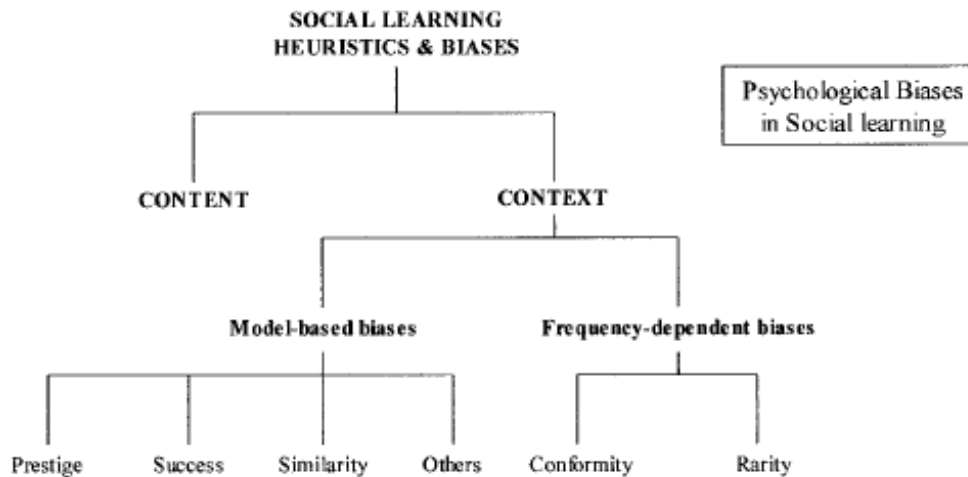 SOCIAL LEARNING
HEURISTICS & BIASES
Psychological Biases
in Social learning
CONTENT
CONTEXT
Model-based biases
Frequency-dependent biases
Prestige
Success
Similarity
Others
Conformity
Rarity